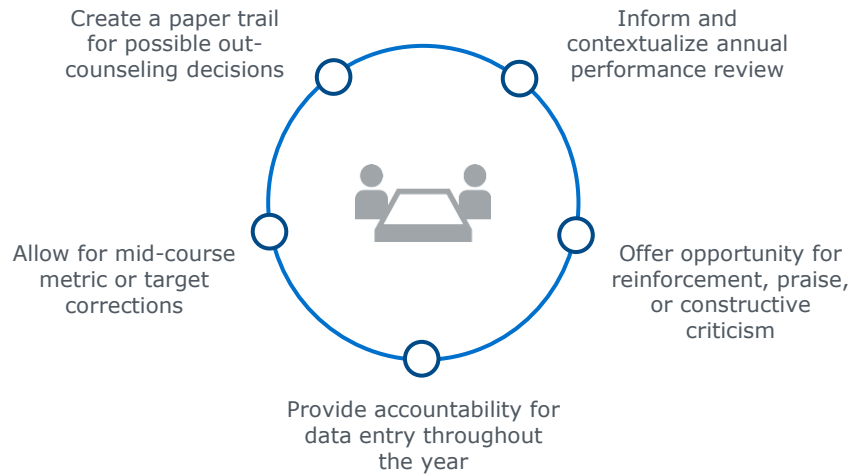 Create a paper trail
for possible out-
counseling decisions
Inform and
contextualize annual
performance review
Allow for mid-course
metric or target
corrections
Offer opportunity for
reinforcement, praise,
or constructive
criticism
Provide accountability for
data entry throughout
the year